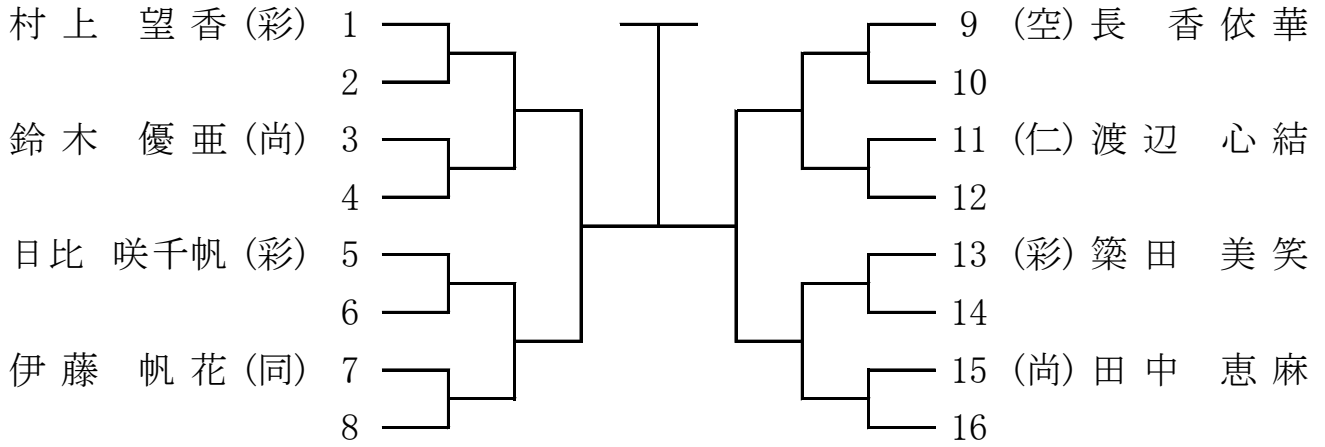 村上 望香 (彩) 1
2
鈴木 優亜 (尚) 3
4
日比 咲千帆 (彩) 5
6
伊藤 帆花 (同) 7
8
9 (空) 長 香依華
10
11 (仁) 渡辺 心結
12
13 (彩) 簗田 美笑
14
15 (尚) 田中 恵麻
16